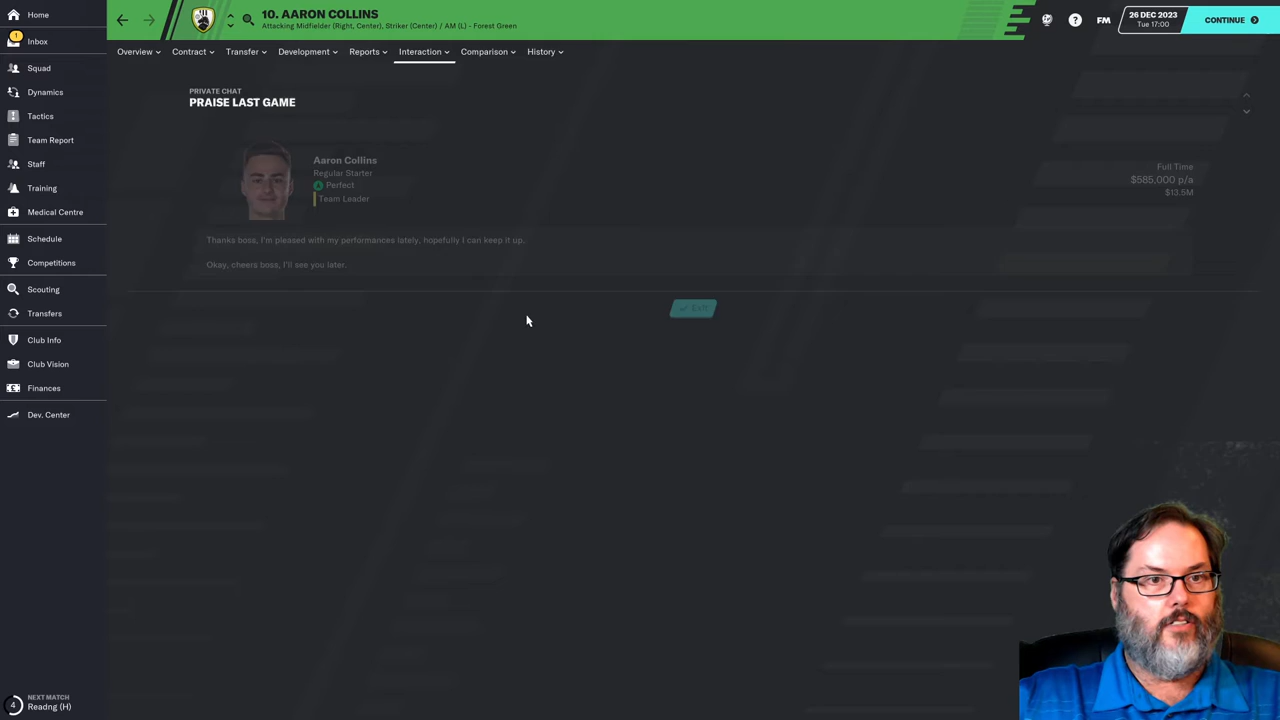 Home
10. AARON COLLINS
Attacking Midfielder (Right, Center), Striker (Center) / AM (L) - Forest Green
FM
26 DEC 2023
Tue 17:00
CONTINUE
1
Inbox
Overview
Contract
Transfer
Development
Reports
Interaction
Comparison
History
Squad
Dynamics
Tactics
Team Report
Staff
Training
Medical Centre
Schedule
Competitions
Scouting
Transfers
Club Info
Club Vision
Finances
Dev. Center
4
NEXT MATCH
Readng (H)
PRIVATE CHAT
PRAISE LAST GAME
Aaron Collins
Regular Starter
Perfect
Team Leader
Full Time
$585,000 p/a
$13.5M
Thanks boss, I'm pleased with my performances lately, hopefully I can keep it up.
Okay, cheers boss, I'll see you later.
Exit